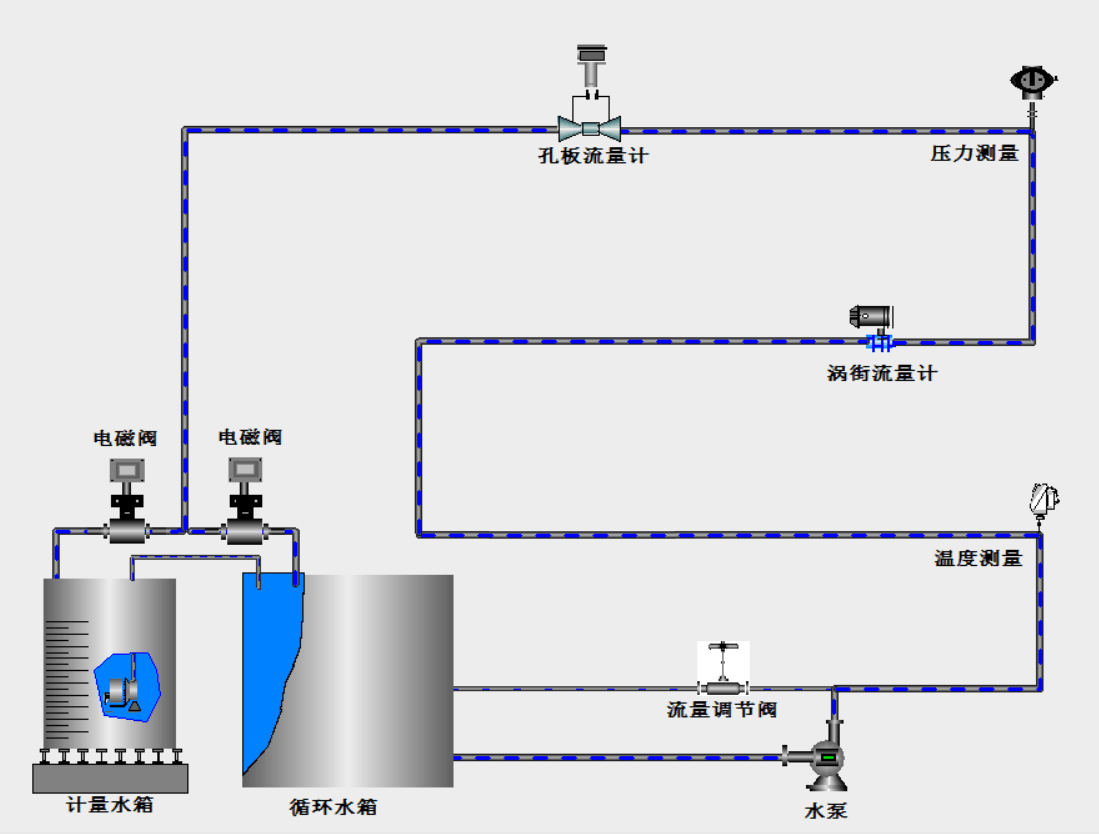 孔板流量计
压力测量
涡街流量计
电磁阀
电磁阀
温度测量
流量调节阀
计量水箱
循环水箱
水泵